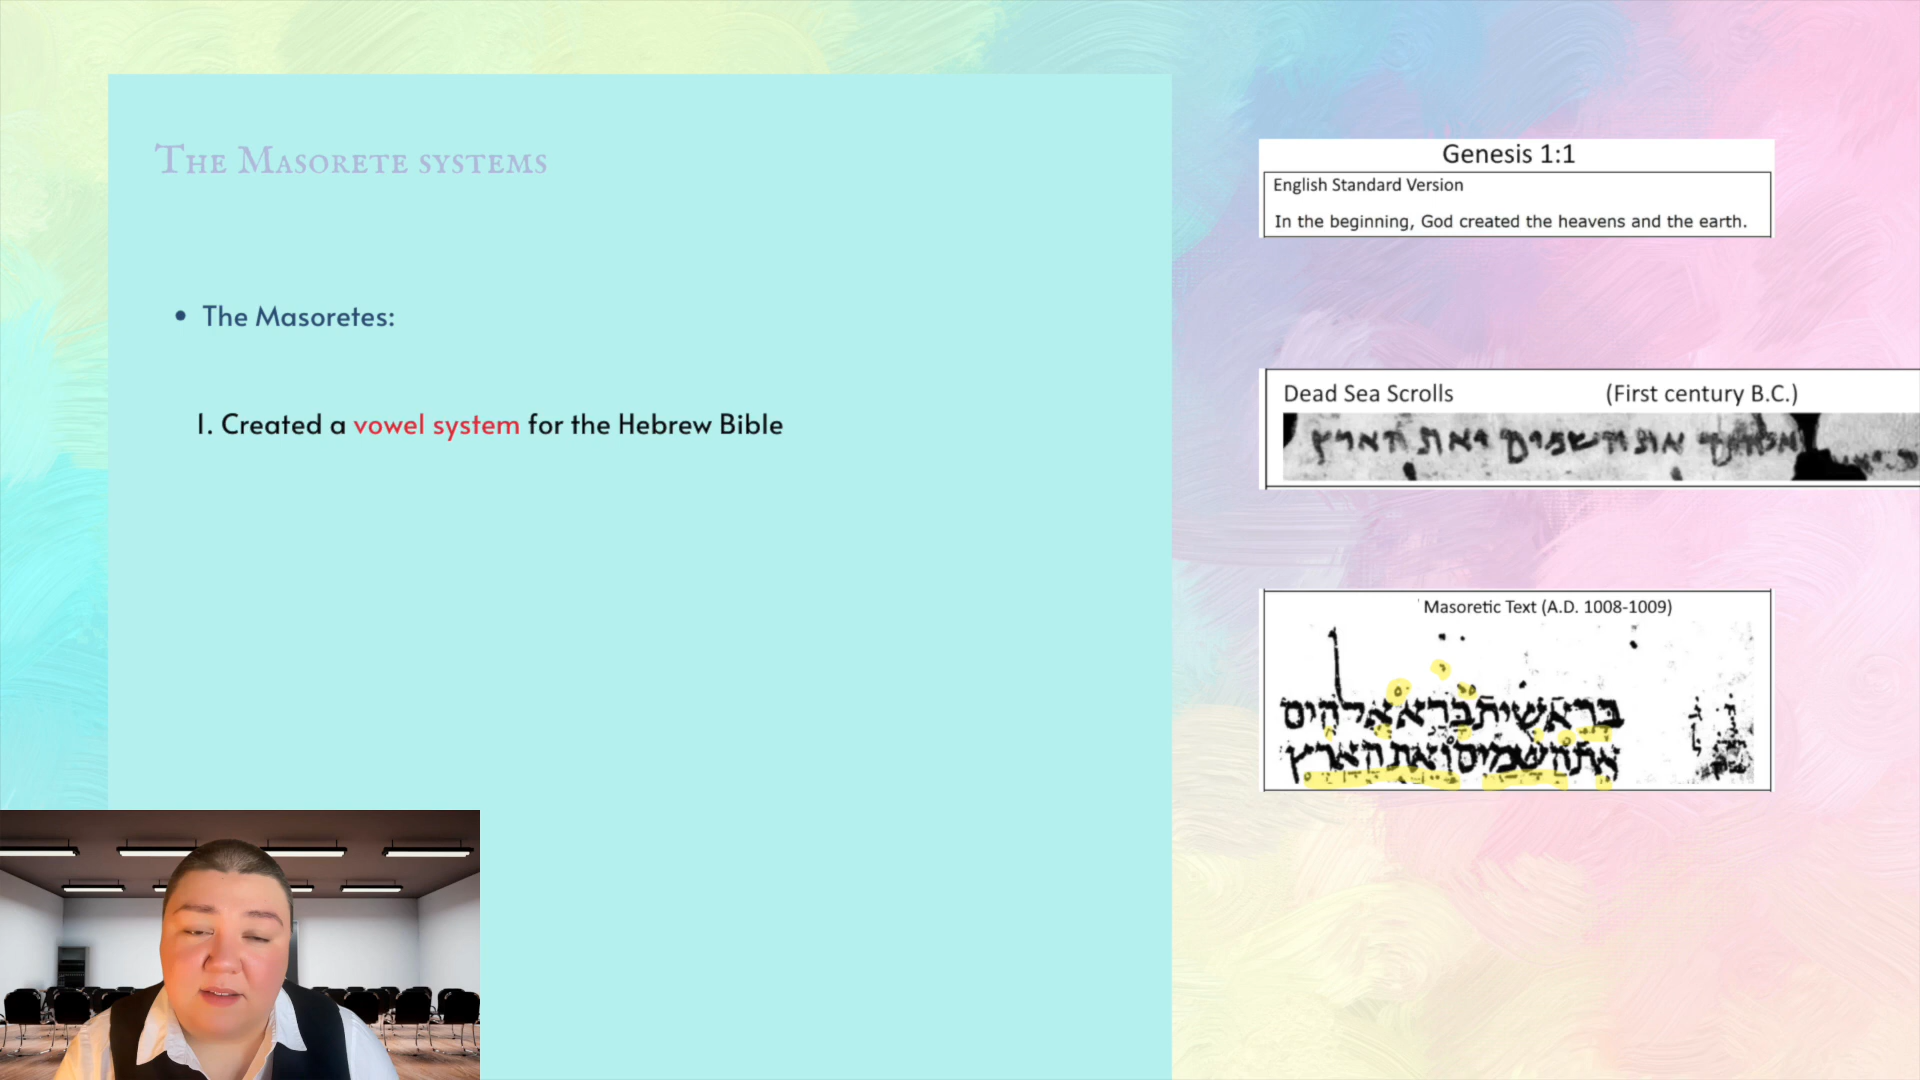 The Masorete systems
• The Masoretes:
1. Created a vowel system for the Hebrew Bible
Genesis 1:1
English Standard Version
In the beginning, God created the heavens and the earth.
Dead Sea Scrolls (First century B.C.)
את השמים ואת הארץ
Masoretic Text (A.D. 1008-1009)
בראשית ברא אלהים
את השמים ואת הארץ